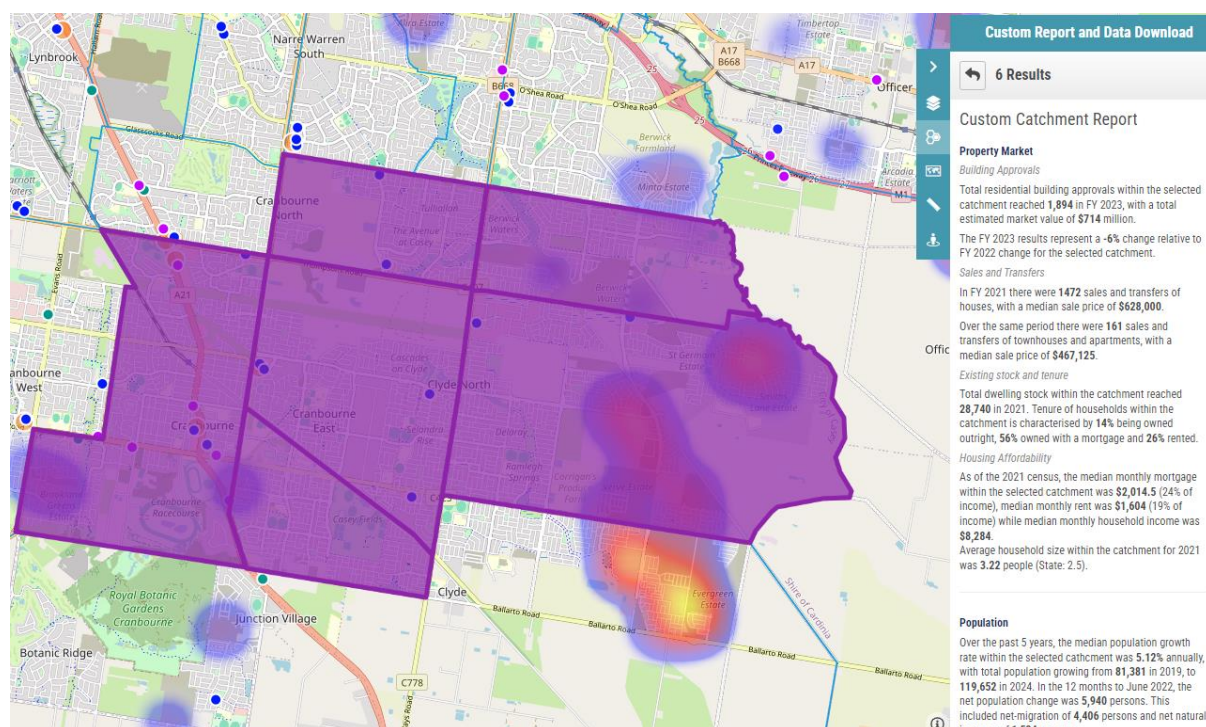 Custom Report and Data Download
6 Results
Custom Catchment Report
Property Market
Building Approvals
Total residential building approvals within the selected
catchment reached 1,894 in FY 2023, with a total
estimated market value of $714 million.
The FY 2023 results represent a -6% change relative to
FY 2022 change for the selected catchment.
Sales and Transfers
In FY 2021 there were 1472 sales and transfers of
houses, with a median sale price of $628,000.
Over the same period there were 161 sales and
transfers of townhouses and apartments, with a
median sale price of $467,125.
Existing stock and tenure
Total dwelling stock within the catchment reached
28,740 in 2021. Tenure of households within the
catchment is characterised by 14% being owned
outright, 56% owned with a mortgage and 26% rented.
Housing Affordability
As of the 2021 census, the median monthly mortgage
within the selected catchment was $2,014.5 (24% of
income), median monthly rent was $1,604 (19% of
income) while median monthly household income was
$8,284.
Average household size within the catchment for 2021
was 3.22 people (State: 2.5).
Population
Over the past 5 years, the median population growth
rate within the selected cathcment was 5.12% annually,
with total population growing from 81,381 in 2019, to
119,652 in 2024. In the 12 months to June 2022, the
net population change was 5,940 persons. This
included net-migration of 4,406 persons and net natural
Lynbrook
Narre Warren
South
Timbertop
Estate
A17
B668
A17
Officer
25
O'Shea Road
Glasscocks Road
Berwick
Farmland
25
26
Princes Freeway
26
Arcadia
Estate
M1
Minta Estate
Cranbourne
North
Tulliallan
The Avenue
at Casey
Berwick
Waters
Evans Road
A21
Berwick
Waters
St Germain
Estate
Offic
anbourne
West
Cascades
on Clyde
Clyde North
Cranbourne
Cranbourne
East
Selandra
Rise
Delaray
Ramlegh
Springs
Cranbourne
Racecourse
Casey Fields
Clyde
Evergreen
Estate
Shire of Cardinia
Royal Botanic
Gardens
Cranbourne
Junction Village
Ballarto Road
Ballarto Road
Ballarto Road
Botanic Ridge
C778